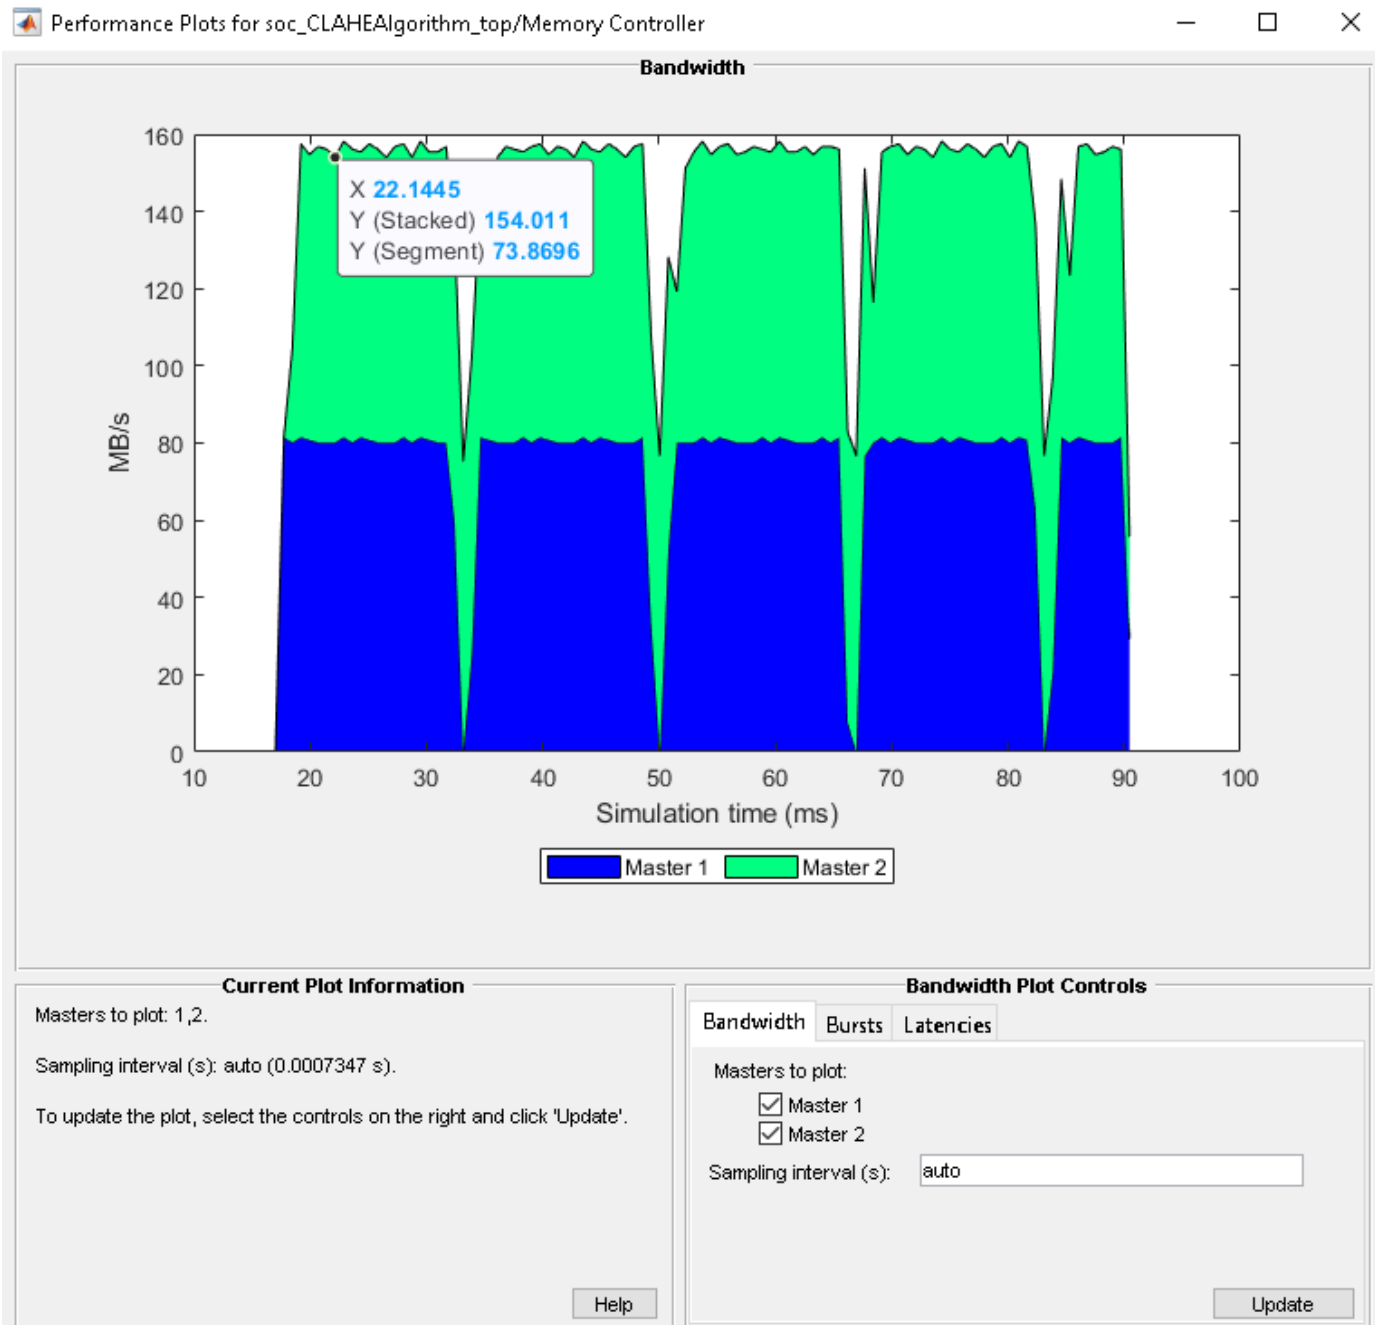 Performance Plots for soc_CLAHEAlgorithm_top/Memory Controller
Bandwidth
160
140
120
100
80
60
40
20
0
MB/s
X 22.1445
Y (Stacked) 154.011
Y (Segment) 73.8696
10 20 30 40 50 60 70 80 90 100
Simulation time (ms)
Master 1 Master 2
Current Plot Information
Masters to plot: 1,2.
Sampling interval (s): auto (0.0007347 s).
To update the plot, select the controls on the right and click 'Update'.
Help
Bandwidth Plot Controls
Bandwidth Bursts Latencies
Masters to plot:
Master 1
Master 2
Sampling interval (s): auto
Update